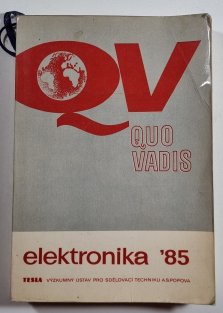 QV
QUO
VADIS
elektronika '85
TESLA VÝZKUMNÝ ÚSTAV PRO SDĚLOVACÍ TECHNIKU A.S.POPOVA